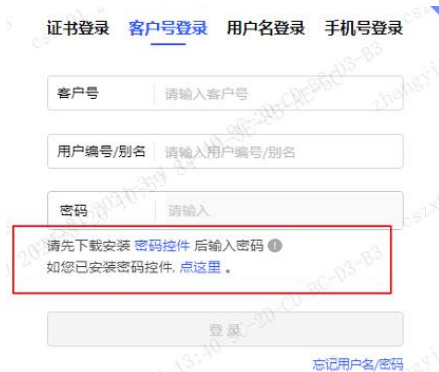 证书登录 客户号登录 用户名登录 手机号登录
客户号 请输入客户号
用户编号/别名 请输入用户编号/别名
密码 请输入
请先下载安装 密码控件 后输入密码
如您已安装密码控件, 点这里 。
登录
忘记用户名/密码